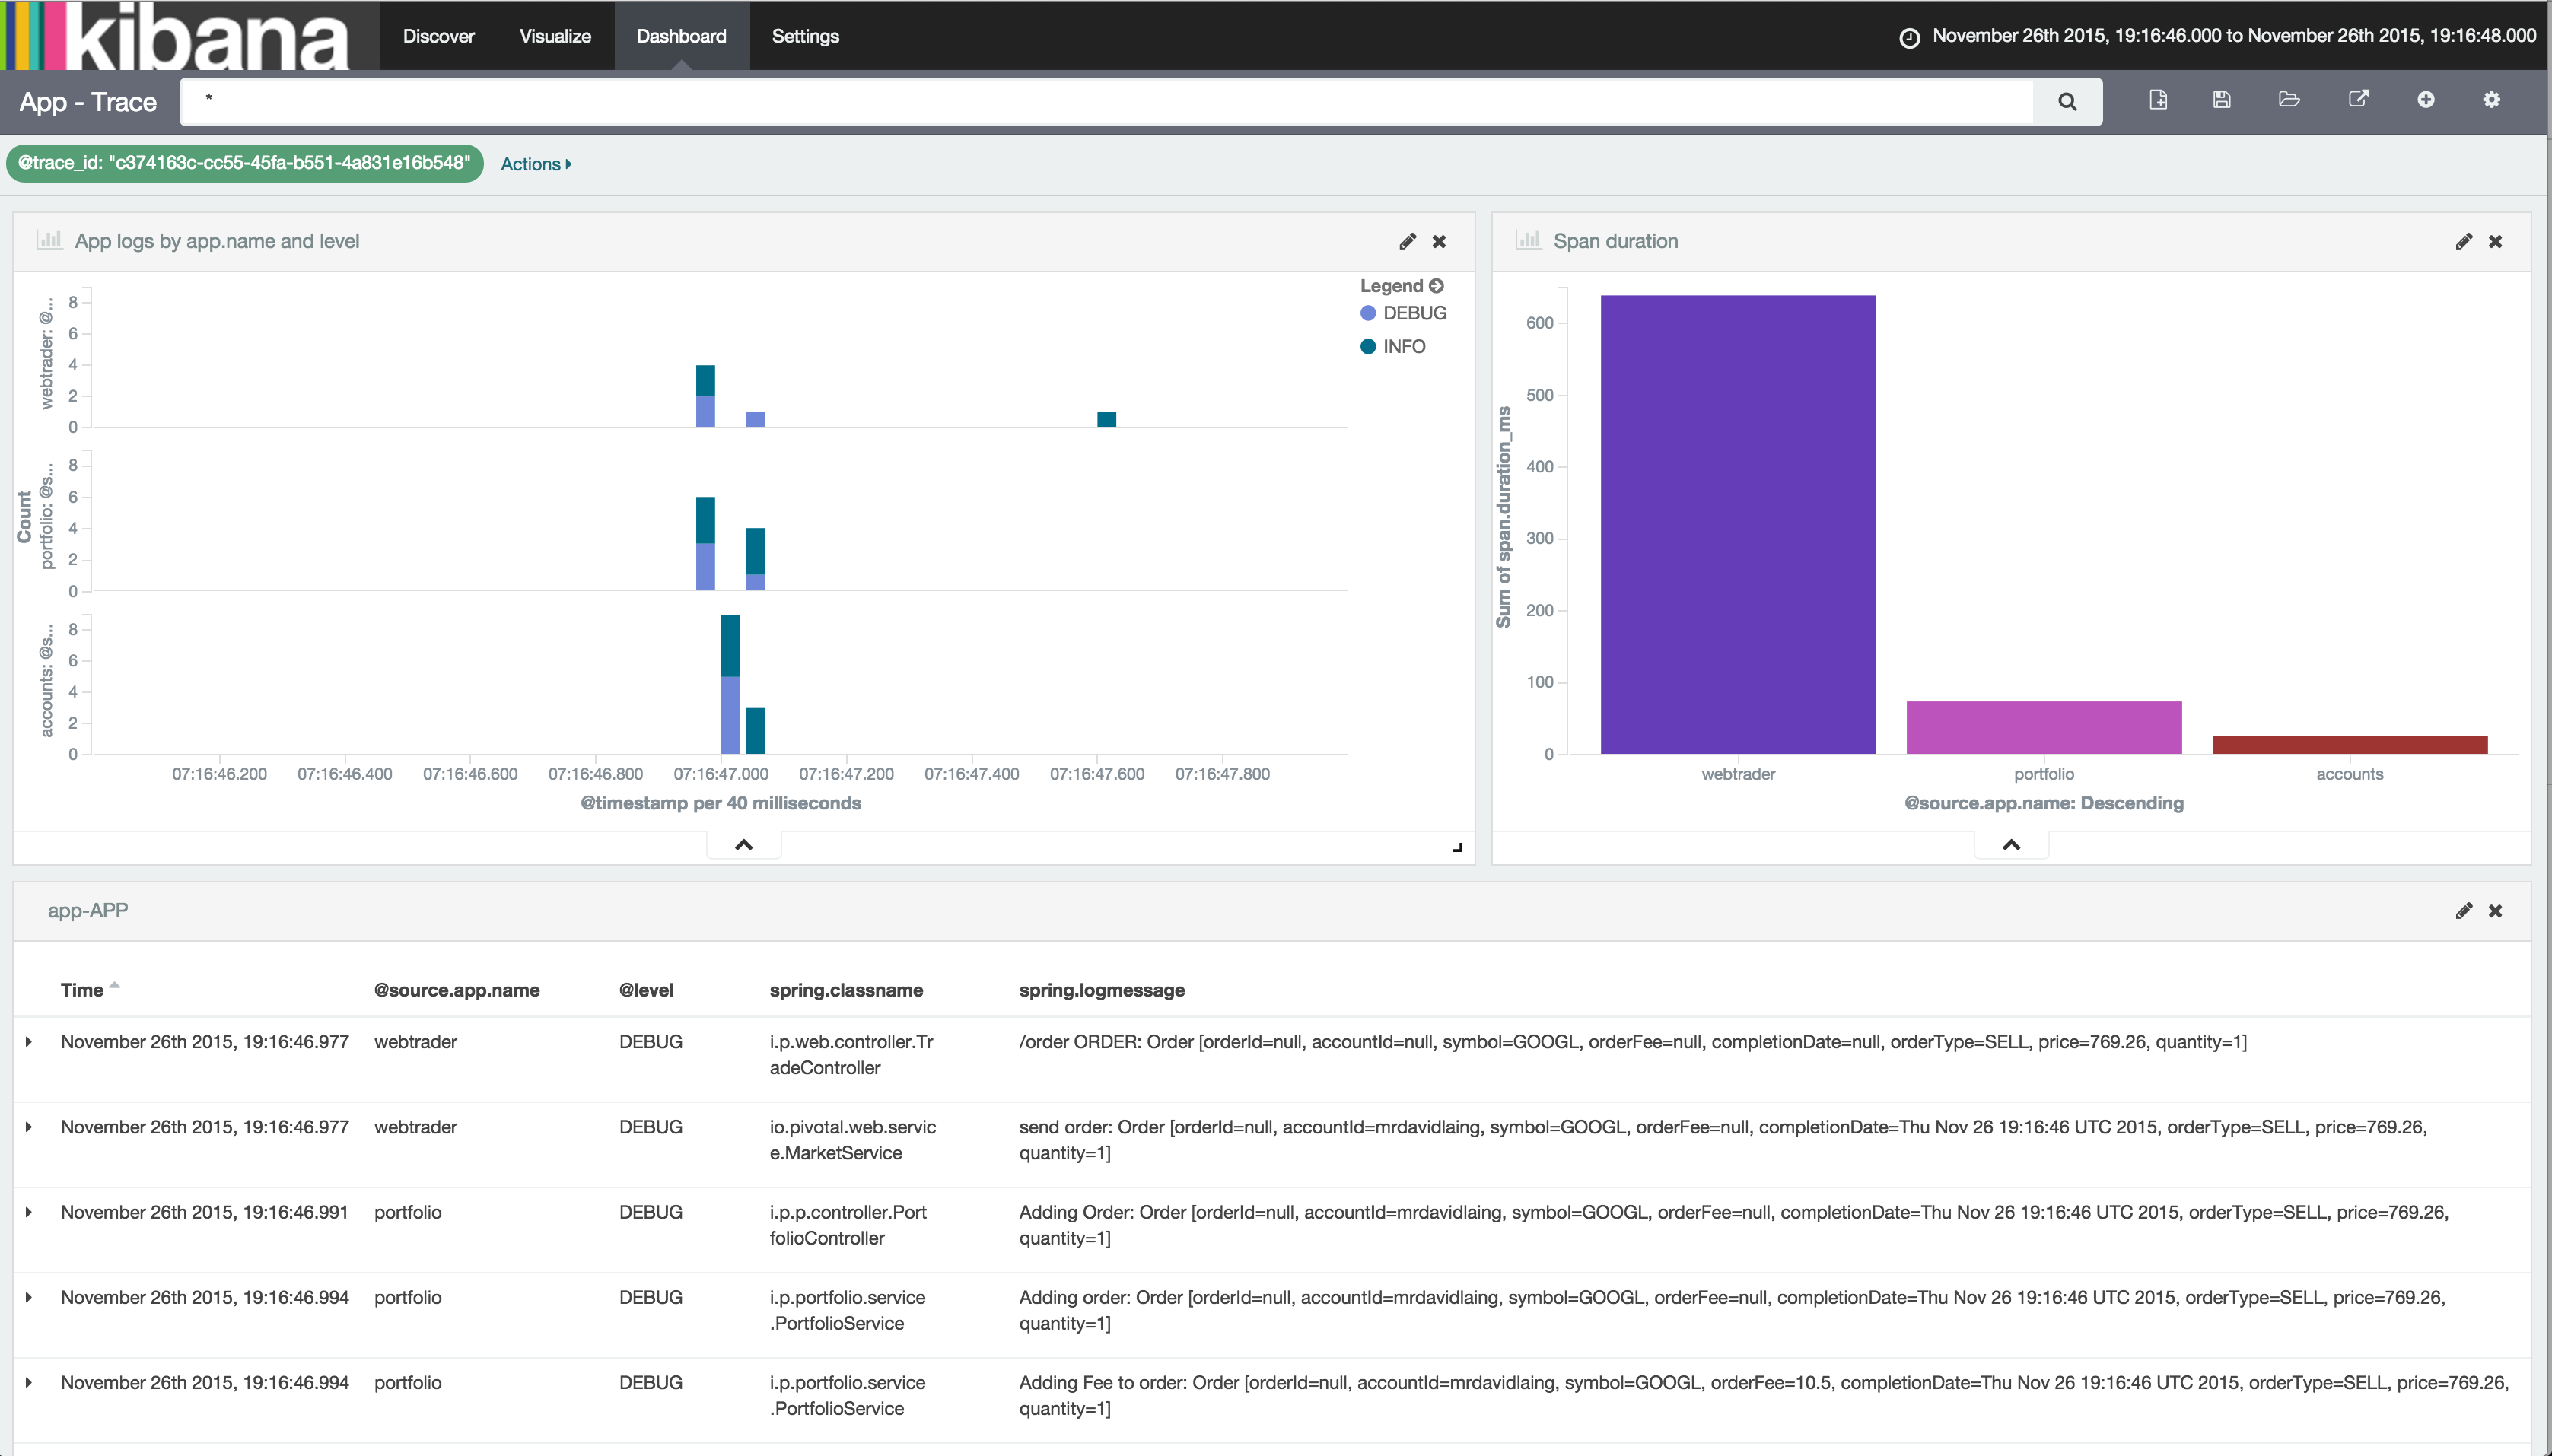 kibana
Discover Visualize Dashboard Settings November 26th 2015, 19:16:46.000 to November 26th 2015, 19:16:48.000
App - Trace *
@trace_id: "c374163c-cc55-45fa-b551-4a831e16b548" Actions
App logs by app.name and level
Legend
DEBUG
INFO
Count
webtrader: @...
8
6
4
2
0
portfolio: @s...
8
6
4
2
0
accounts: @s...
8
6
4
2
0
07:16:46.200 07:16:46.400 07:16:46.600 07:16:46.800 07:16:47.000 07:16:47.200 07:16:47.400 07:16:47.600 07:16:47.800
@timestamp per 40 milliseconds
Span duration
Sum of span.duration_ms
600
500
400
300
200
100
0
webtrader portfolio accounts
@source.app.name: Descending
app-APP
Time @source.app.name @level spring.classname spring.logmessage
November 26th 2015, 19:16:46.977 webtrader DEBUG i.p.web.controller.Tr /order ORDER: Order [orderId=null, accountId=null, symbol=GOOGL, orderFee=null, completionDate=null, orderType=SELL, price=769.26, quantity=1]
adeController
November 26th 2015, 19:16:46.977 webtrader DEBUG io.pivotal.web.servic send order: Order [orderId=null, accountId=mrdavidlaing, symbol=GOOGL, orderFee=null, completionDate=Thu Nov 26 19:16:46 UTC 2015, orderType=SELL, price=769.26,
e.MarketService quantity=1]
November 26th 2015, 19:16:46.991 portfolio DEBUG i.p.p.controller.Port Adding Order: Order [orderId=null, accountId=mrdavidlaing, symbol=GOOGL, orderFee=null, completionDate=Thu Nov 26 19:16:46 UTC 2015, orderType=SELL, price=769.26,
folioController quantity=1]
November 26th 2015, 19:16:46.994 portfolio DEBUG i.p.portfolio.service Adding order: Order [orderId=null, accountId=mrdavidlaing, symbol=GOOGL, orderFee=null, completionDate=Thu Nov 26 19:16:46 UTC 2015, orderType=SELL, price=769.26,
.PortfolioService quantity=1]
November 26th 2015, 19:16:46.994 portfolio DEBUG i.p.portfolio.service Adding Fee to order: Order [orderId=null, accountId=mrdavidlaing, symbol=GOOGL, orderFee=10.5, completionDate=Thu Nov 26 19:16:46 UTC 2015, orderType=SELL, price=769.26,
.PortfolioService quantity=1]